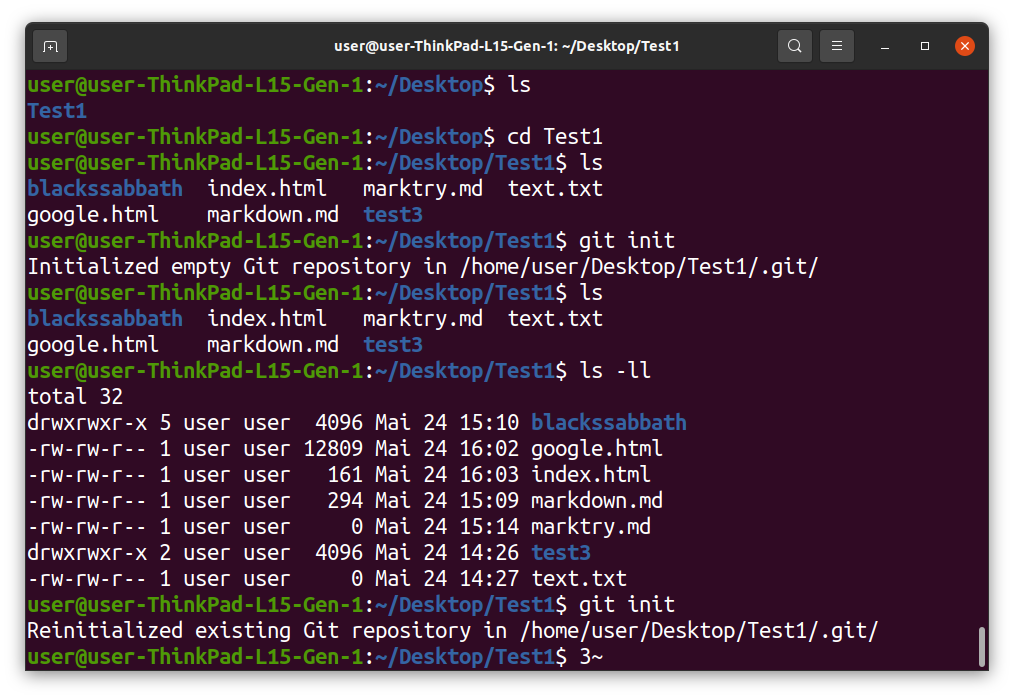 user@user-ThinkPad-L15-Gen-1: ~/Desktop/Test1
user@user-ThinkPad-L15-Gen-1:~/Desktop$ ls
Test1
user@user-ThinkPad-L15-Gen-1:~/Desktop$ cd Test1
user@user-ThinkPad-L15-Gen-1:~/Desktop/Test1$ ls
blackssabbath  index.html   marktry.md  text.txt
google.html    markdown.md  test3
user@user-ThinkPad-L15-Gen-1:~/Desktop/Test1$ git init
Initialized empty Git repository in /home/user/Desktop/Test1/.git/
user@user-ThinkPad-L15-Gen-1:~/Desktop/Test1$ ls
blackssabbath  index.html   marktry.md  text.txt
google.html    markdown.md  test3
user@user-ThinkPad-L15-Gen-1:~/Desktop/Test1$ ls -ll
total 32
drwxrwxr-x 5 user user  4096 Mai 24 15:10 blackssabbath
-rw-rw-r-- 1 user user 12809 Mai 24 16:02 google.html
-rw-rw-r-- 1 user user   161 Mai 24 16:03 index.html
-rw-rw-r-- 1 user user   294 Mai 24 15:09 markdown.md
-rw-rw-r-- 1 user user     0 Mai 24 15:14 marktry.md
drwxrwxr-x 2 user user  4096 Mai 24 14:26 test3
-rw-rw-r-- 1 user user     0 Mai 24 14:27 text.txt
user@user-ThinkPad-L15-Gen-1:~/Desktop/Test1$ git init
Reinitialized existing Git repository in /home/user/Desktop/Test1/.git/
user@user-ThinkPad-L15-Gen-1:~/Desktop/Test1$ 3~